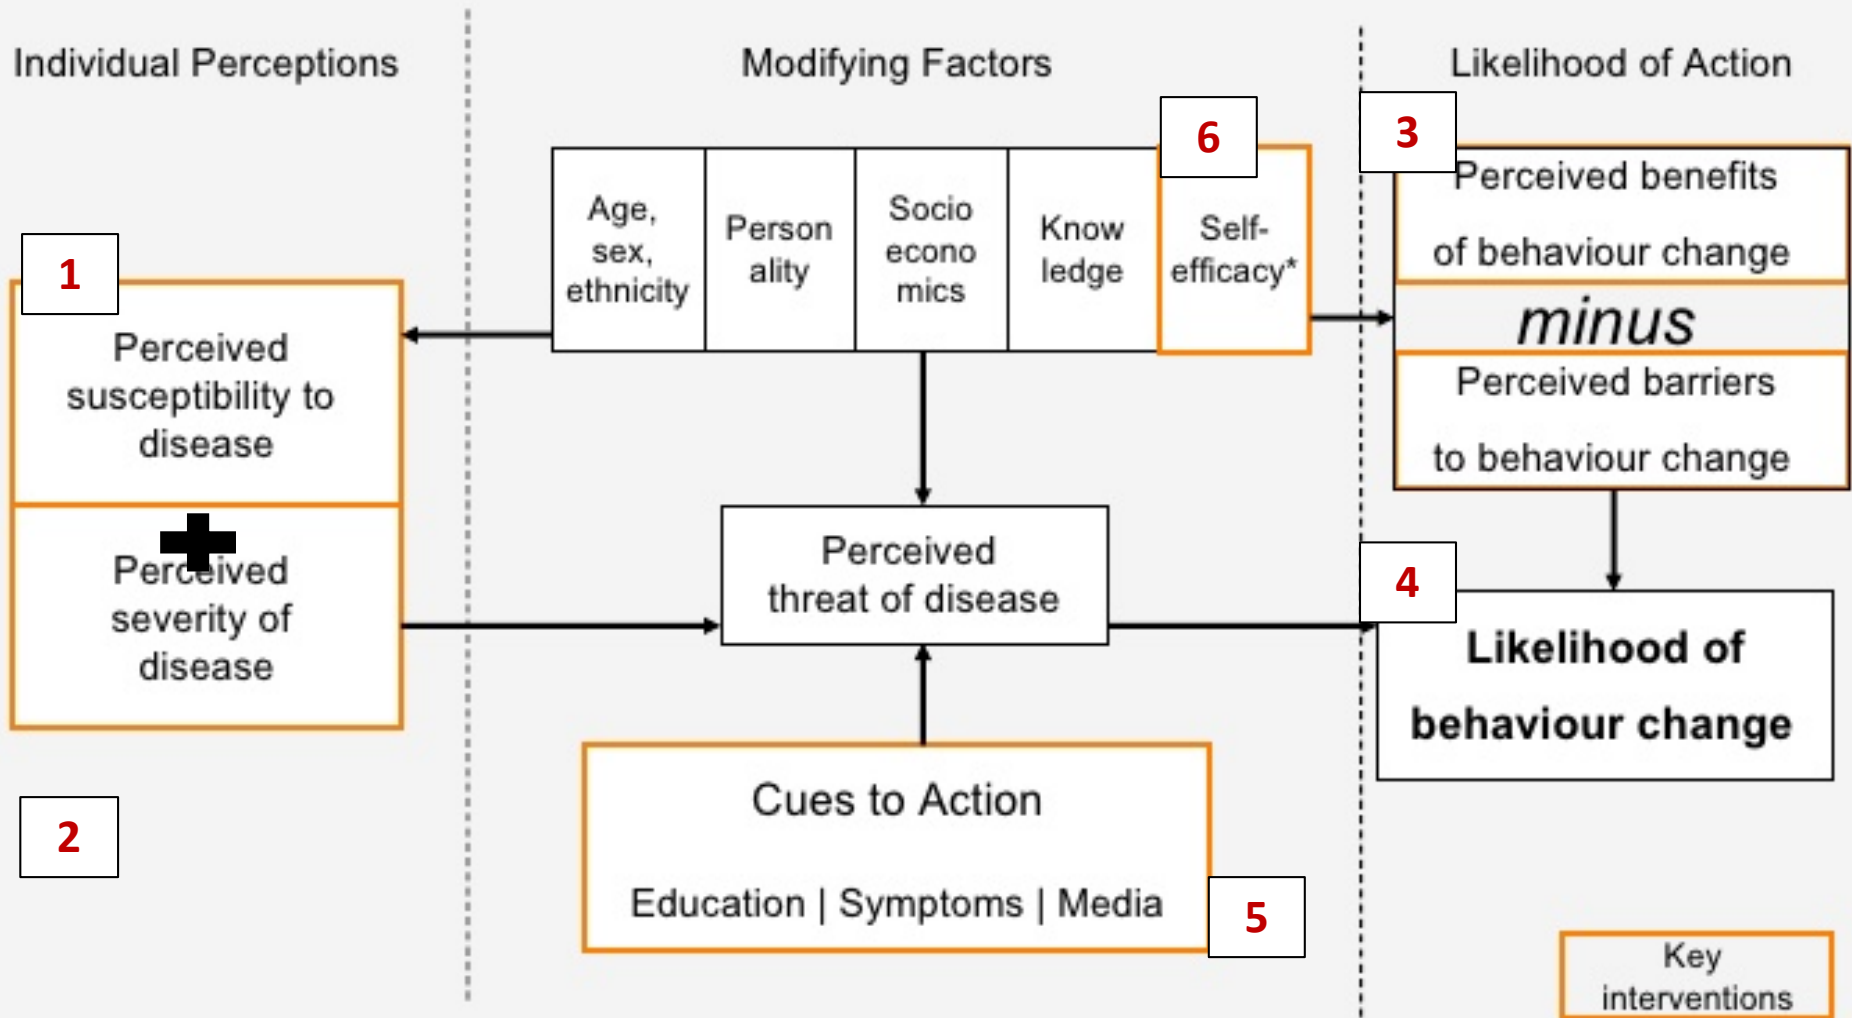 Individual Perceptions
Modifying Factors
Likelihood of Action
1
Perceived
susceptibility to
disease
Perceived
severity of
disease
2
Age,
sex,
ethnicity
Person
ality
Socio
econo
mics
Know
ledge
6
Self-
efficacy*
Perceived
threat of disease
Cues to Action
Education | Symptoms | Media
5
3
Perceived benefits
of behaviour change
minus
Perceived barriers
to behaviour change
4
Likelihood of
behaviour change
Key
interventions